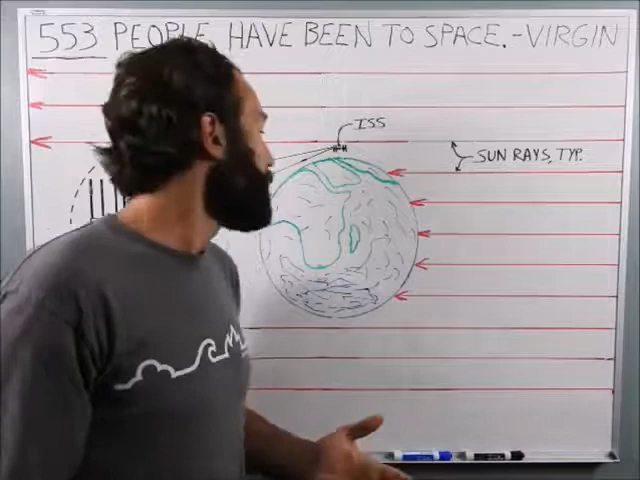 553 PEOPLE HAVE BEEN TO SPACE. -VIRGIN
ISS
SUN RAYS, TYP.